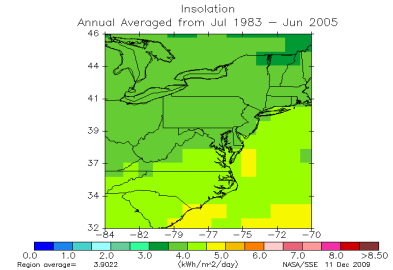 Insolation
Annual Averaged from Jul 1983 – Jun 2005
46
44
41
39
37
34
32
-84 -82 -79 -77 -75 -72 -70
0.0 1.0 2.0 3.0 4.0 5.0 6.0 7.0 8.0 >8.50
Region average= 3.9022 (kWh/m^2/day) NASA/SSE 11 Dec 2009